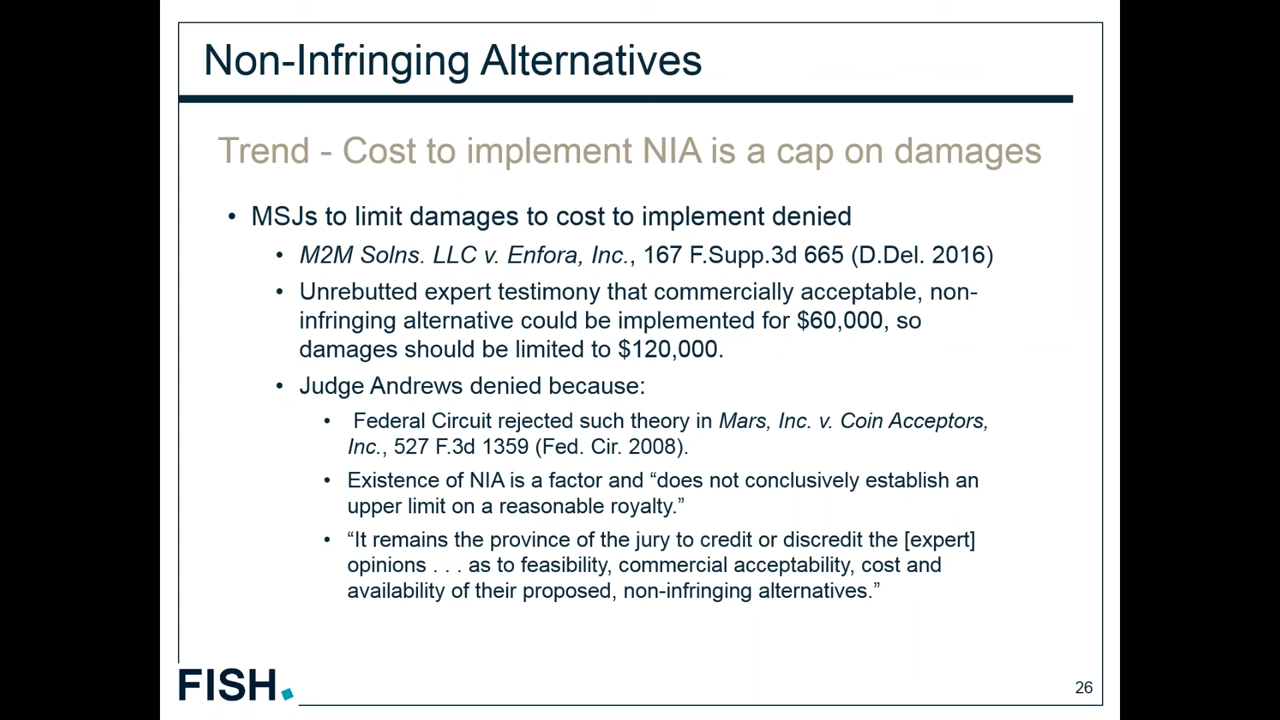 Non-Infringing Alternatives
Trend - Cost to implement NIA is a cap on damages
• MSJs to limit damages to cost to implement denied
• M2M Solns. LLC v. Enfora, Inc., 167 F.Supp.3d 665 (D.Del. 2016)
• Unrebutted expert testimony that commercially acceptable, non-
infringing alternative could be implemented for $60,000, so
damages should be limited to $120,000.
• Judge Andrews denied because:
• Federal Circuit rejected such theory in Mars, Inc. v. Coin Acceptors,
Inc., 527 F.3d 1359 (Fed. Cir. 2008).
• Existence of NIA is a factor and “does not conclusively establish an
upper limit on a reasonable royalty.”
• “It remains the province of the jury to credit or discredit the [expert]
opinions . . . as to feasibility, commercial acceptability, cost and
availability of their proposed, non-infringing alternatives.”
FISH.
26